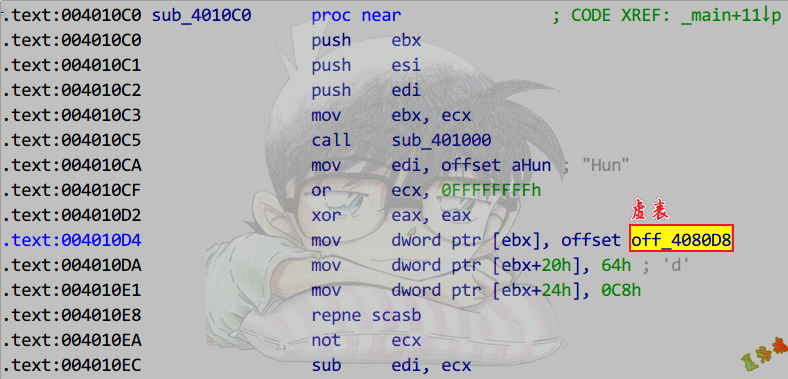 .text:004010C0 sub_4010C0 proc near ; CODE XREF: _main+11↓p
.text:004010C0 push ebx
.text:004010C1 push esi
.text:004010C2 push edi
.text:004010C3 mov ebx, ecx
.text:004010C5 call sub_401000
.text:004010CA mov edi, offset aHun ; "Hun"
.text:004010CF or ecx, 0FFFFFFFFh
.text:004010D2 xor eax, eax
虚表
.text:004010D4 mov dword ptr [ebx], offset off_4080D8
.text:004010DA mov dword ptr [ebx+20h], 64h ; 'd'
.text:004010E1 mov dword ptr [ebx+24h], 0C8h
.text:004010E8 repne scasb
.text:004010EA not ecx
.text:004010EC sub edi, ecx